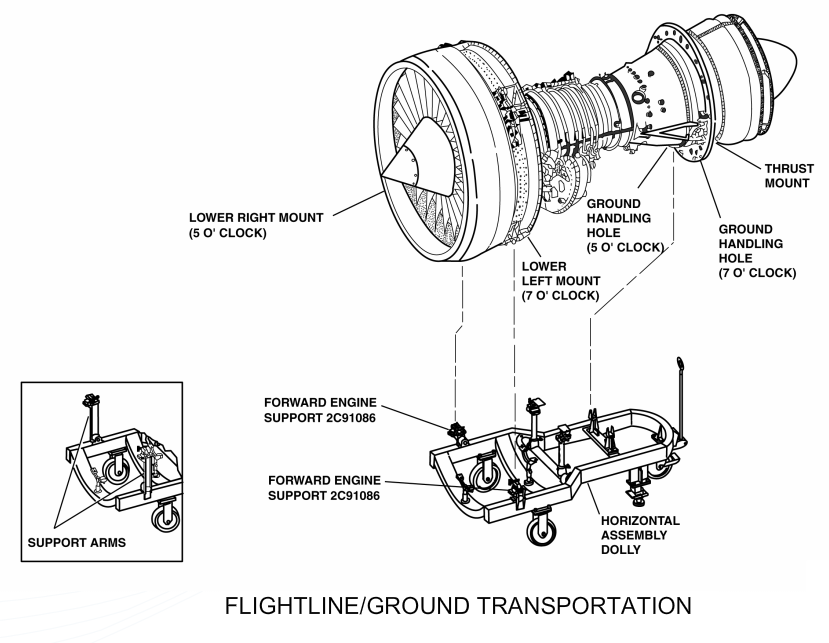 THRUST
MOUNT
GROUND
HANDLING
HOLE
(5 O' CLOCK)
LOWER RIGHT MOUNT
(5 O' CLOCK)
GROUND
HANDLING
HOLE
(7 O' CLOCK)
LOWER
LEFT MOUNT
(7 O' CLOCK)
FORWARD ENGINE
SUPPORT 2C91086
FORWARD ENGINE
SUPPORT 2C91086
HORIZONTAL
ASSEMBLY
DOLLY
SUPPORT ARMS
FLIGHTLINE/GROUND TRANSPORTATION